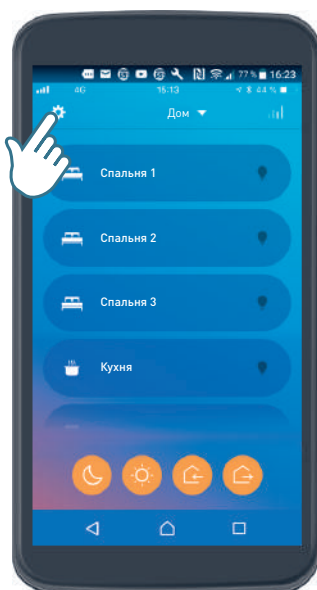 77 % 16:23
4G 16:13 44 %
Дом
Спальня 1
Спальня 2
Спальня 3
Кухня